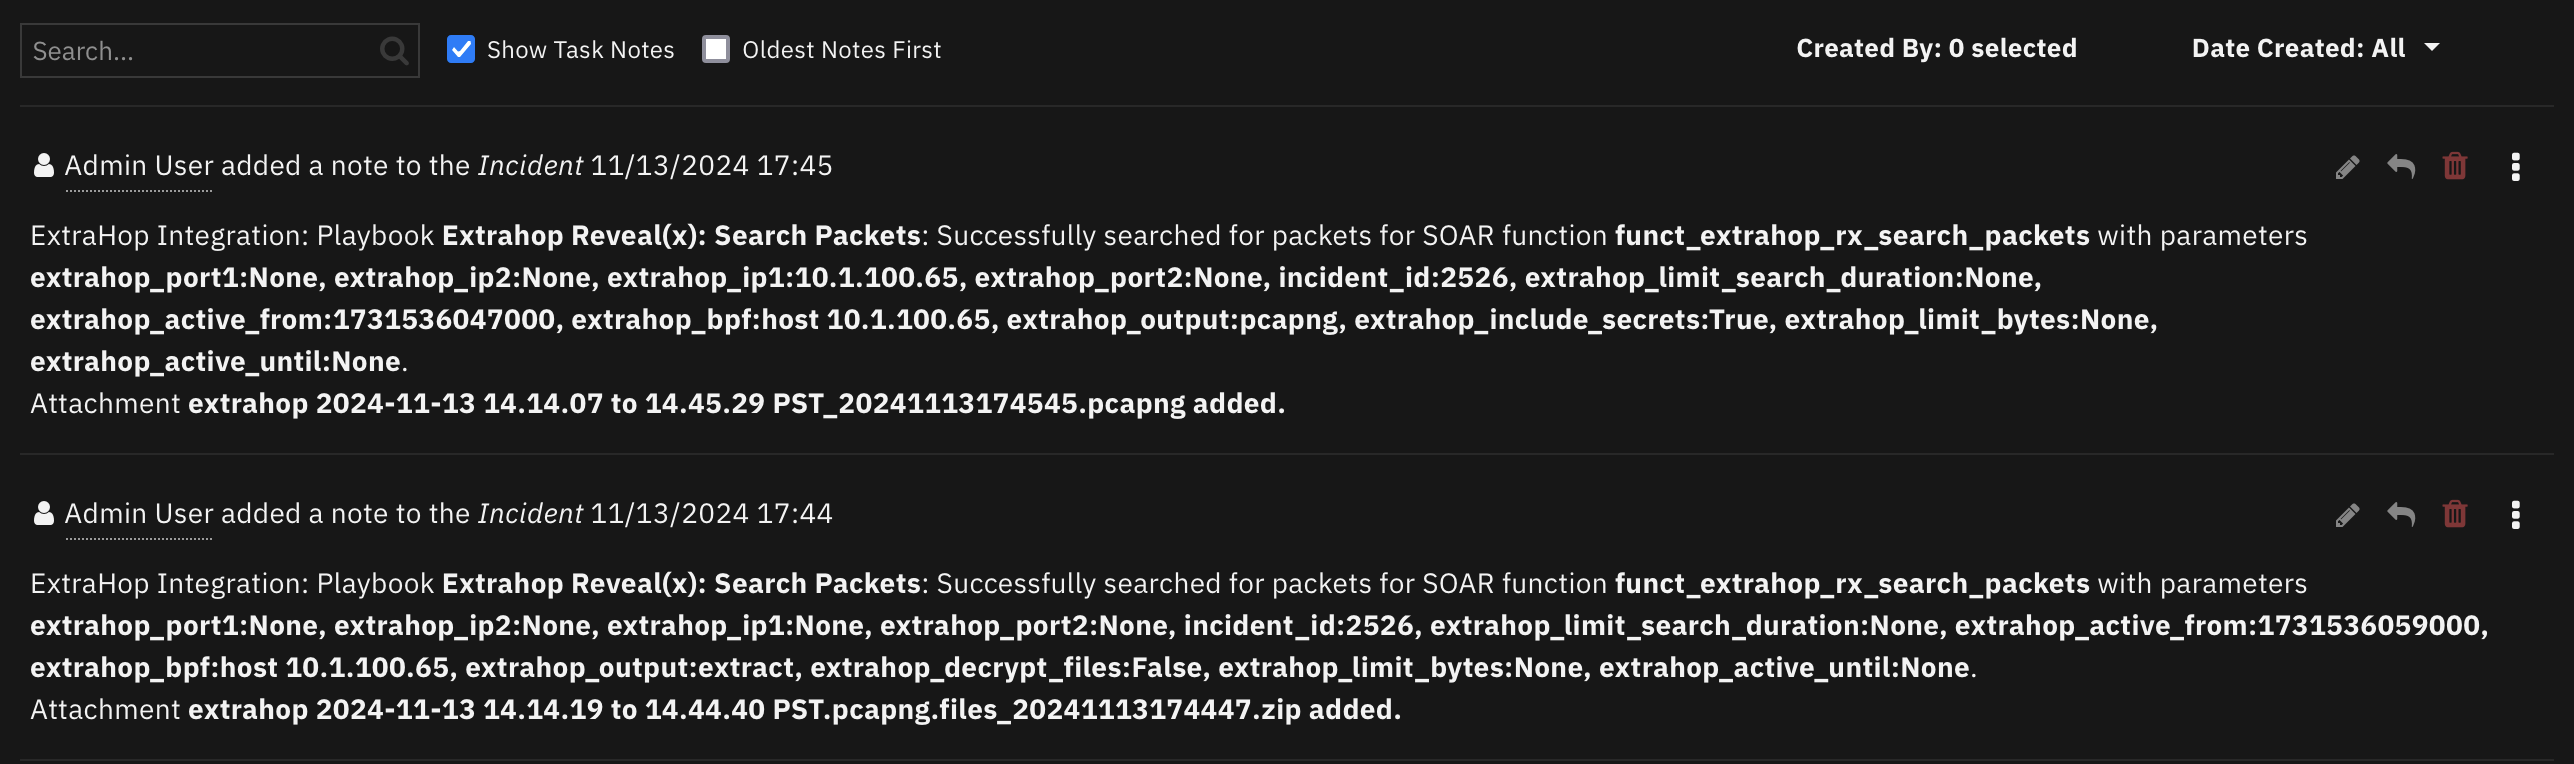 Search...
Show Task Notes
Oldest Notes First
Created By: 0 selected
Date Created: All
Admin User added a note to the Incident 11/13/2024 17:45
ExtraHop Integration: Playbook Extrahop Reveal(x): Search Packets: Successfully searched for packets for SOAR function funct_extrahop_rx_search_packets with parameters
extrahop_port1:None, extrahop_ip2:None, extrahop_ip1:10.1.100.65, extrahop_port2:None, incident_id:2526, extrahop_limit_search_duration:None,
extrahop_active_from:1731536047000, extrahop_bpf:host 10.1.100.65, extrahop_output:pcapng, extrahop_include_secrets:True, extrahop_limit_bytes:None,
extrahop_active_until:None.
Attachment extrahop 2024-11-13 14.14.07 to 14.45.29 PST_20241113174545.pcapng added.
Admin User added a note to the Incident 11/13/2024 17:44
ExtraHop Integration: Playbook Extrahop Reveal(x): Search Packets: Successfully searched for packets for SOAR function funct_extrahop_rx_search_packets with parameters
extrahop_port1:None, extrahop_ip2:None, extrahop_ip1:None, extrahop_port2:None, incident_id:2526, extrahop_limit_search_duration:None, extrahop_active_from:1731536059000,
extrahop_bpf:host 10.1.100.65, extrahop_output:extract, extrahop_decrypt_files:False, extrahop_limit_bytes:None, extrahop_active_until:None.
Attachment extrahop 2024-11-13 14.14.19 to 14.44.40 PST.pcapng.files_20241113174447.zip added.